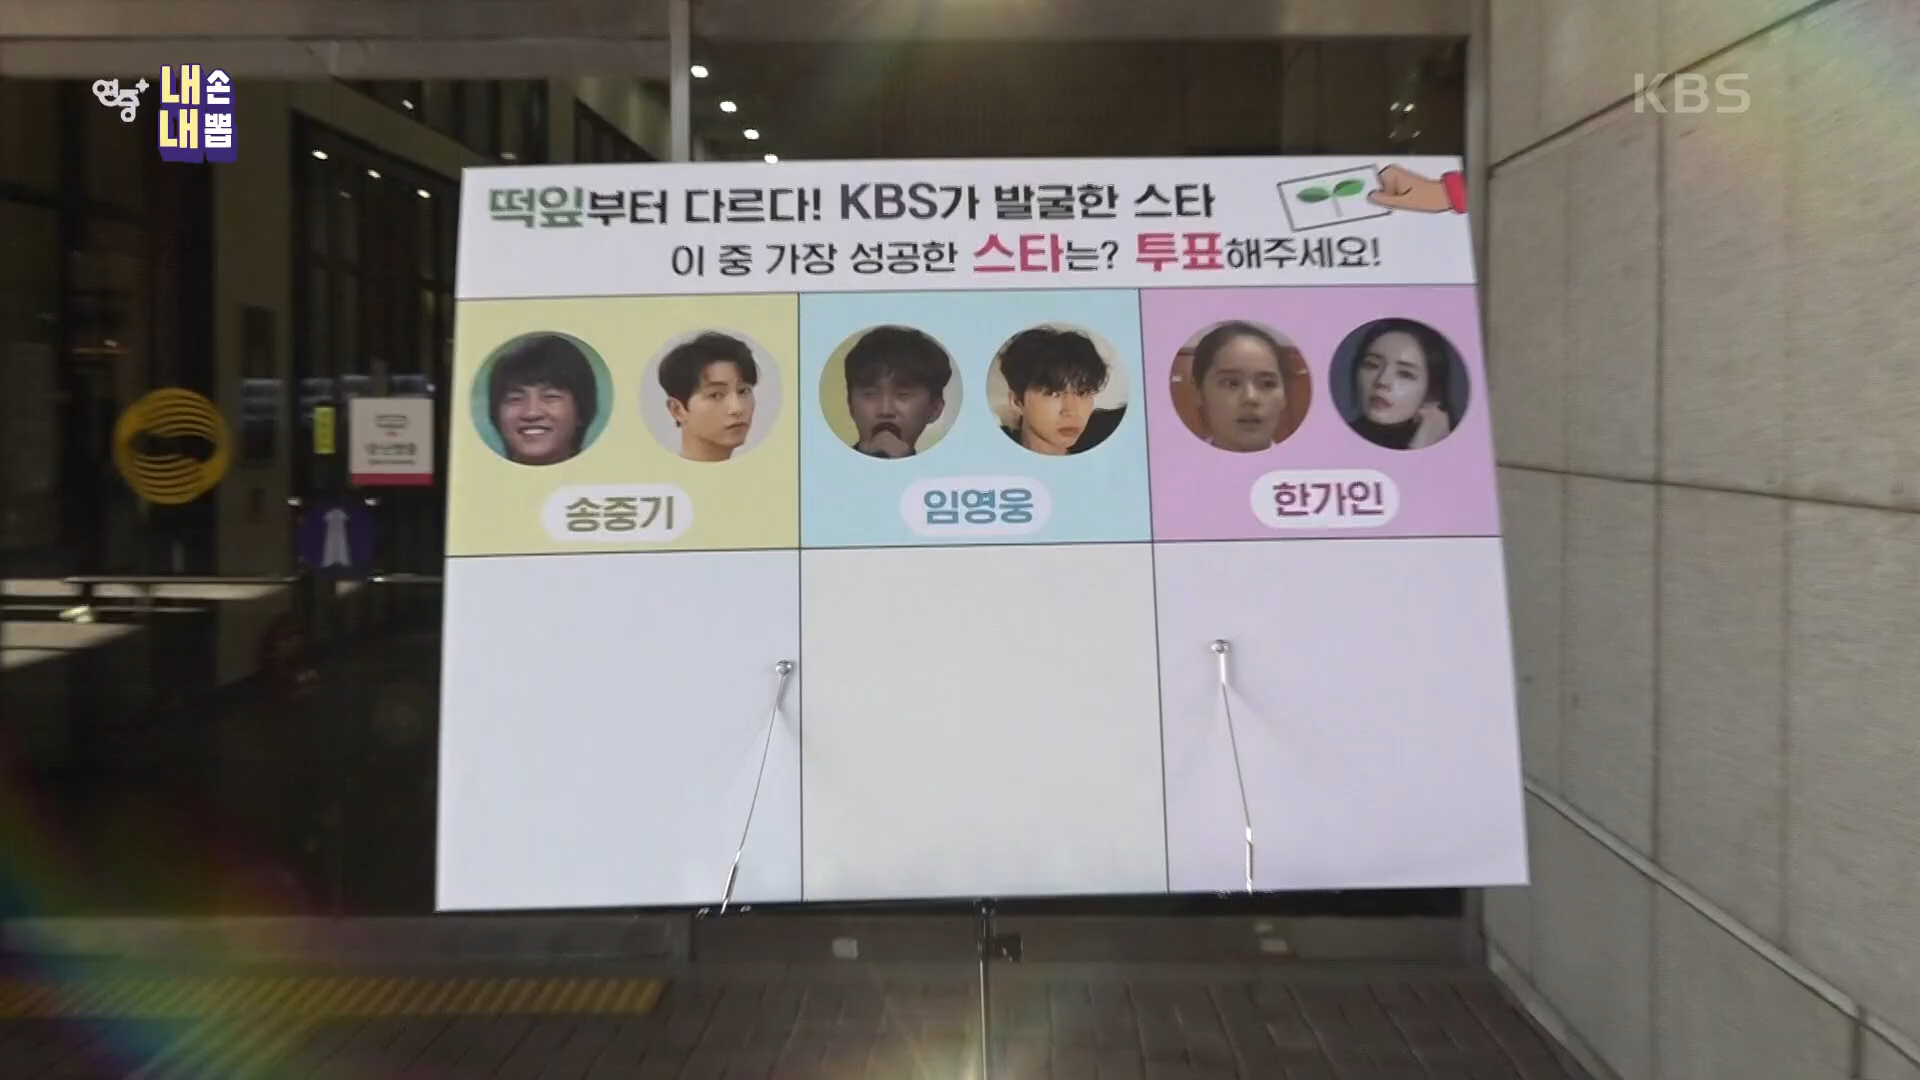 연중+
내손
내뽑
KBS
떡잎부터 다르다! KBS가 발굴한 스타
이 중 가장 성공한 스타는? 투표해주세요!
송중기
임영웅
한가인